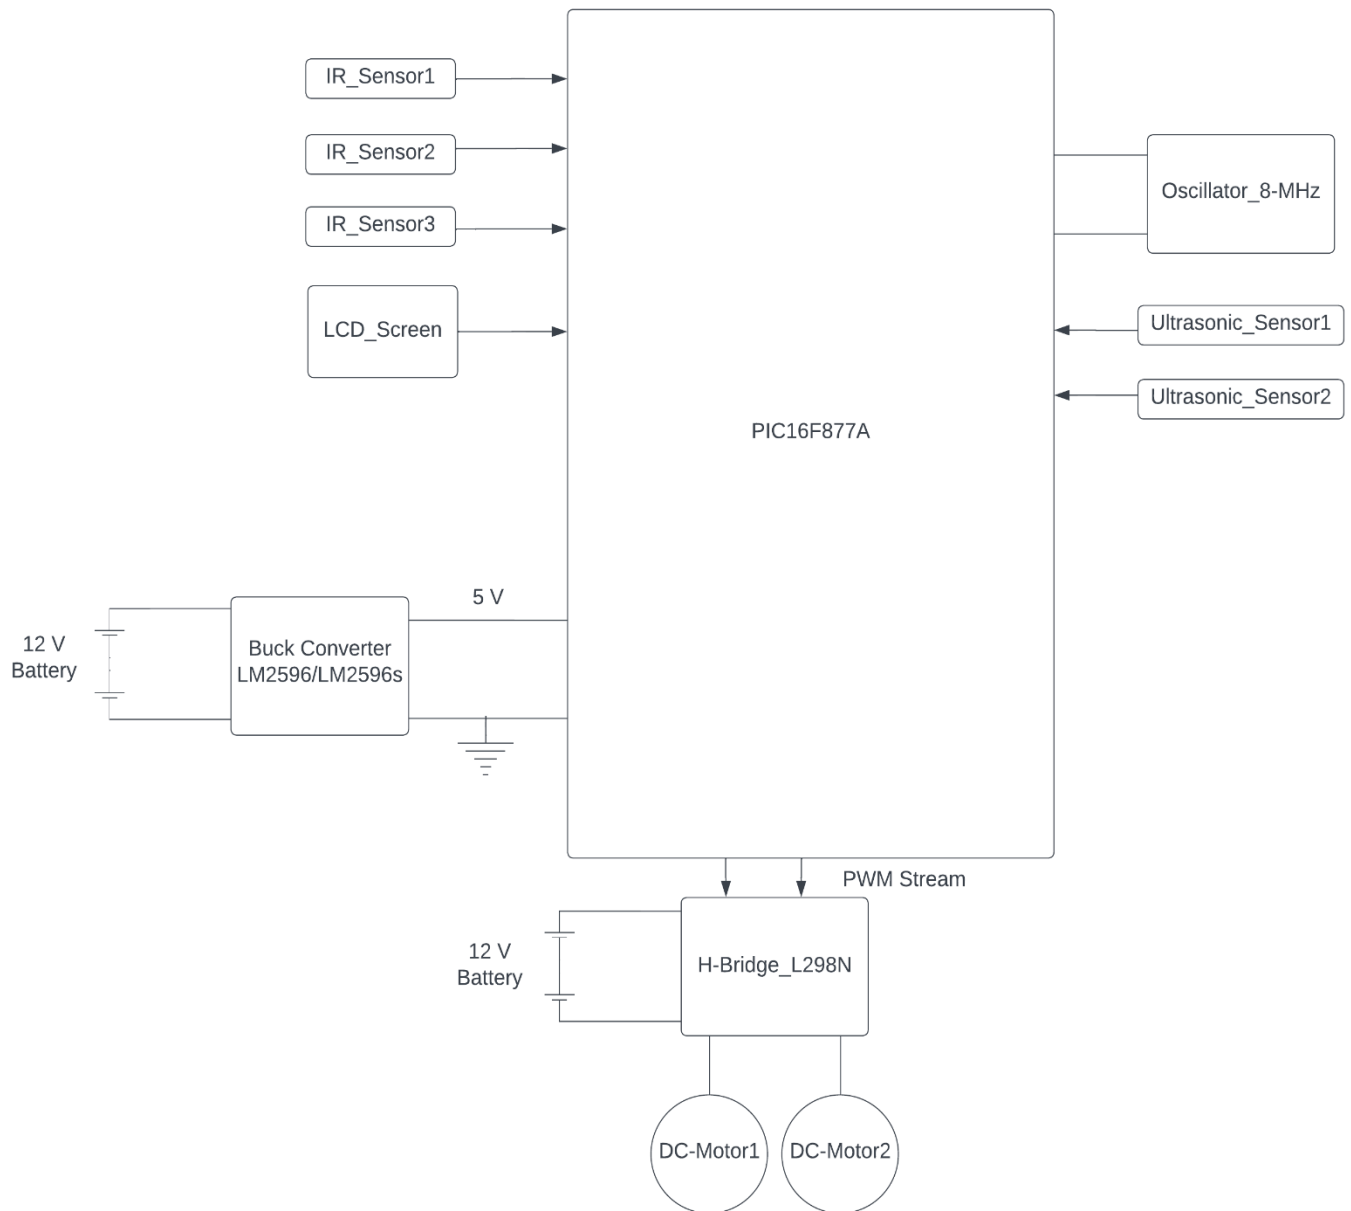 IR_Sensor1
IR_Sensor2
IR_Sensor3
LCD_Screen
Oscillator_8-MHz
Ultrasonic_Sensor1
Ultrasonic_Sensor2
PIC16F877A
5 V
12 V
Battery
Buck Converter
LM2596/LM2596s
PWM Stream
12 V
Battery
H-Bridge_L298N
DC-Motor1
DC-Motor2